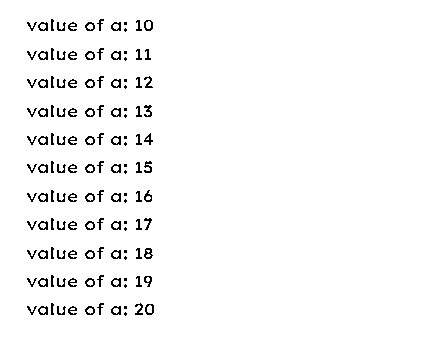 value of a: 10
value of a: 11
value of a: 12
value of a: 13
value of a: 14
value of a: 15
value of a: 16
value of a: 17
value of a: 18
value of a: 19
value of a: 20